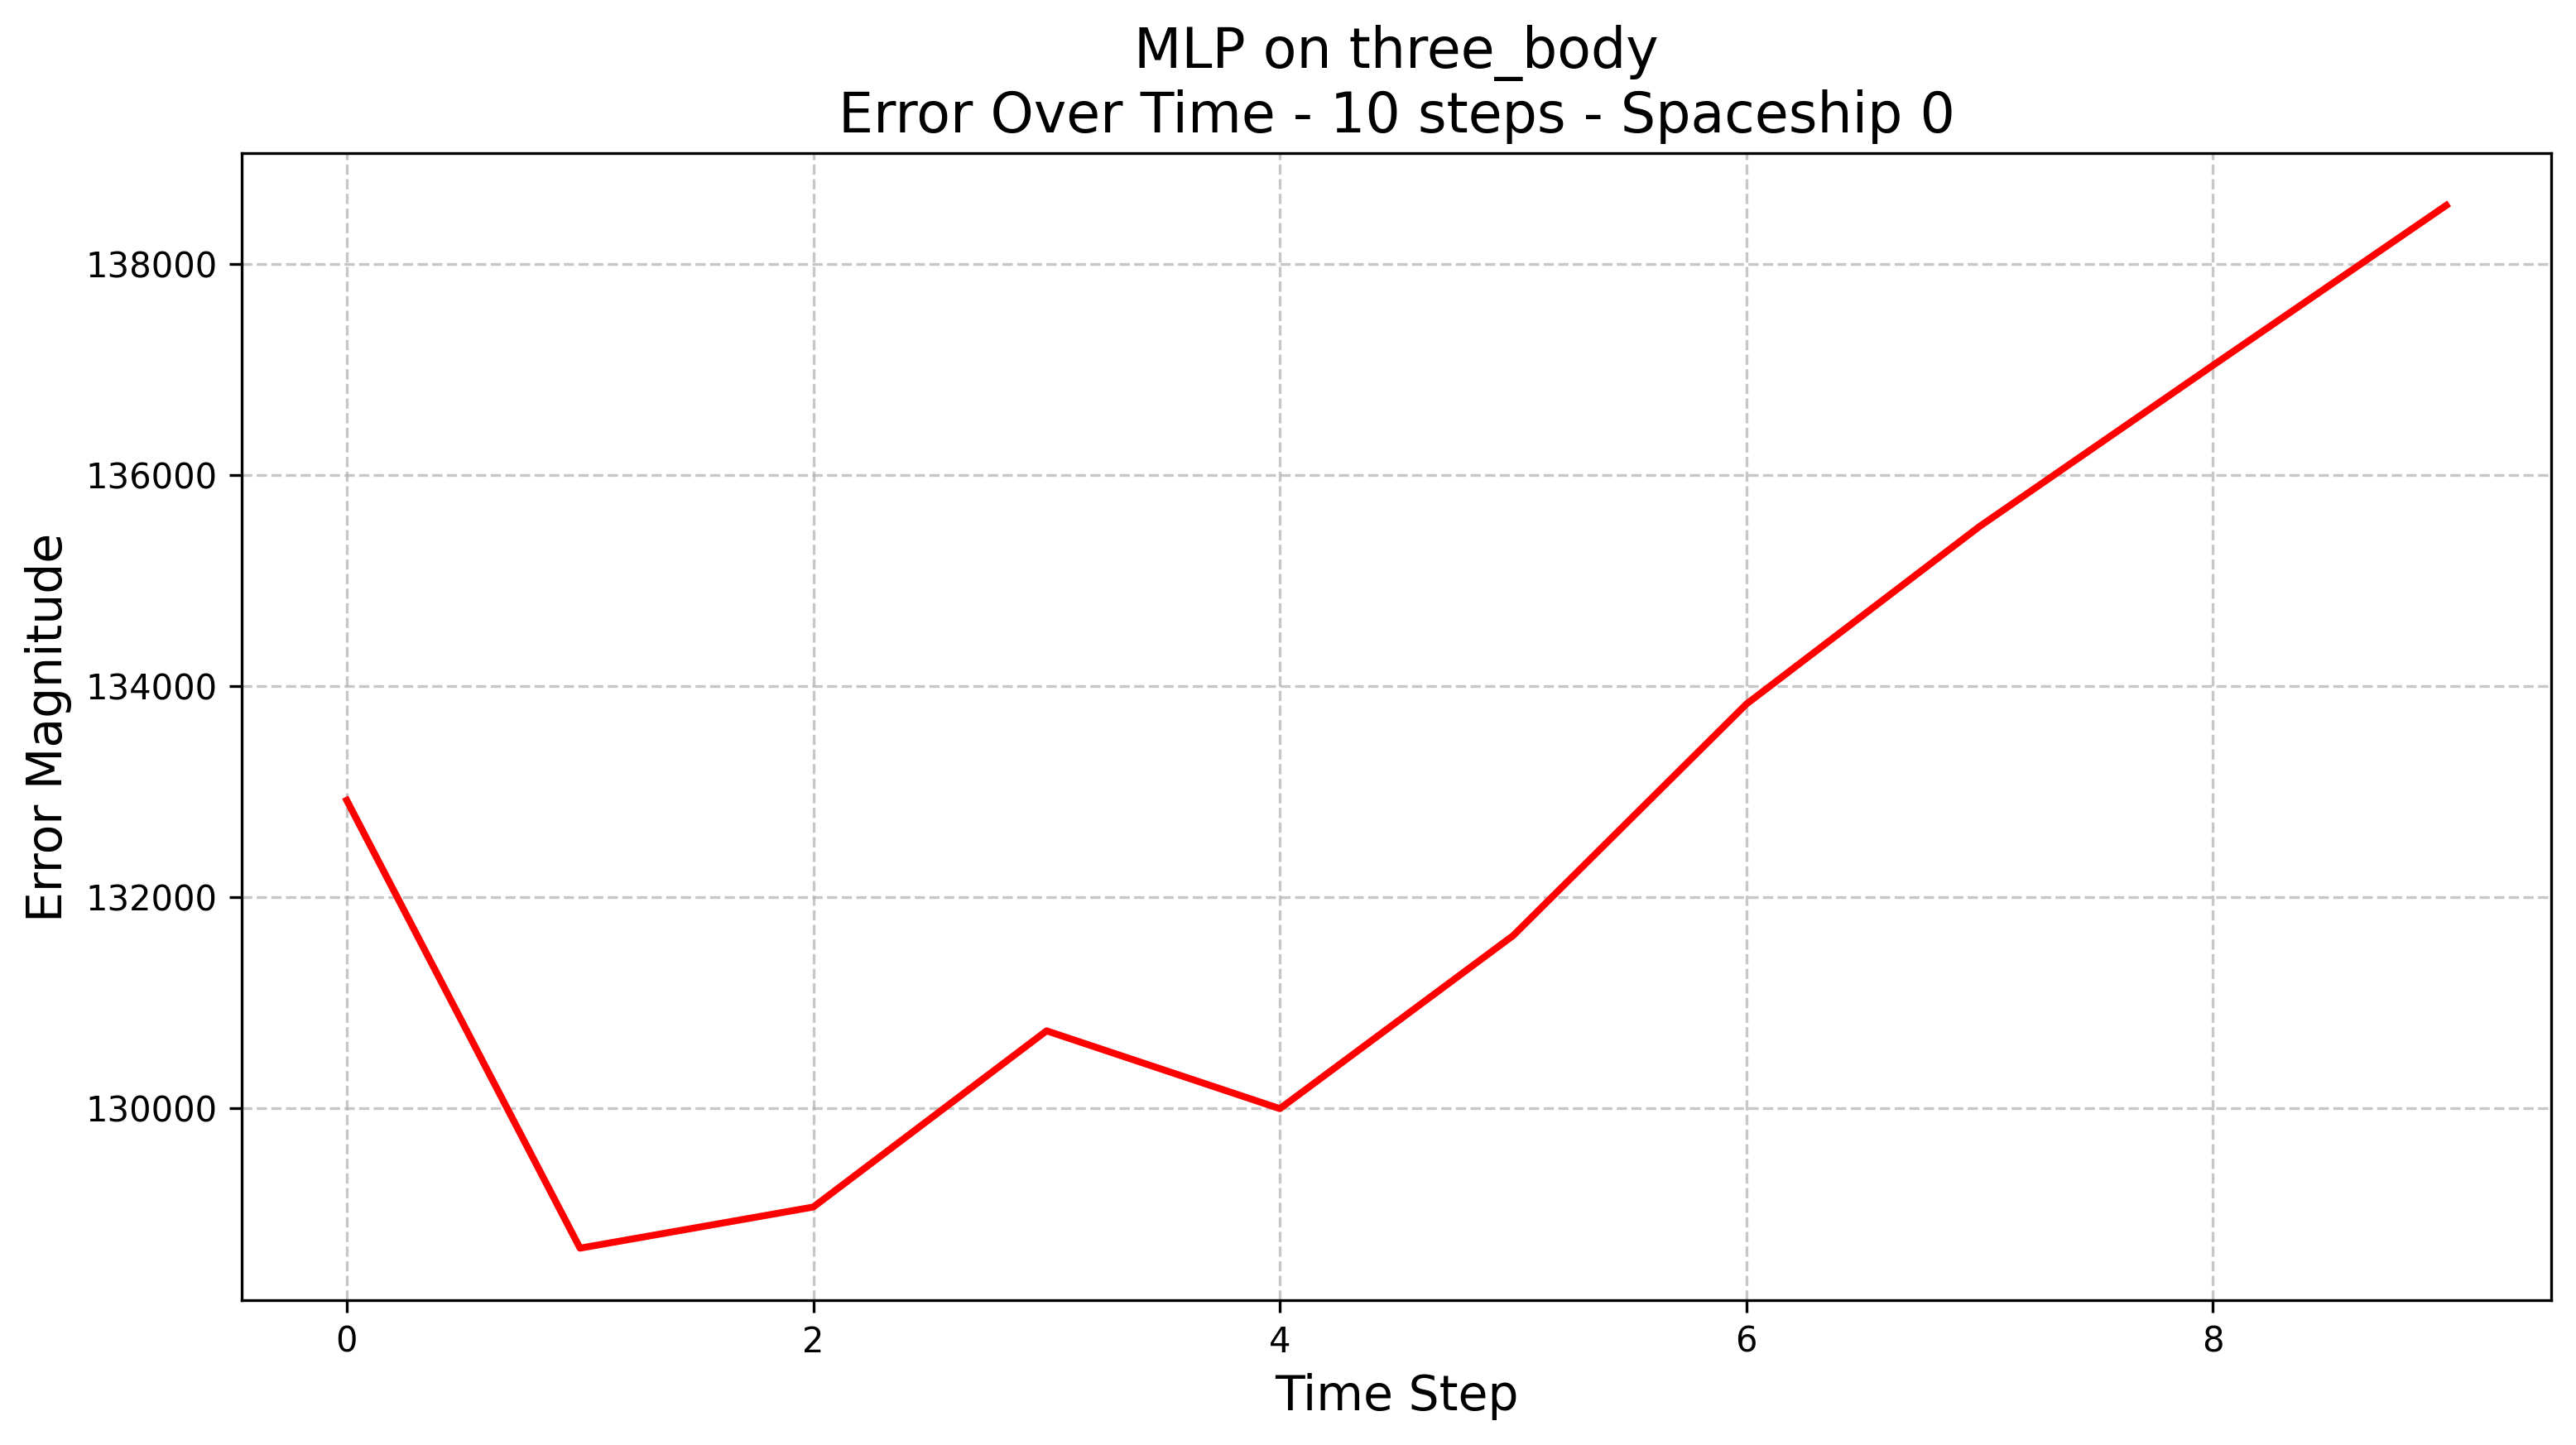 MLP on three_body
Error Over Time - 10 steps - Spaceship 0
Error Magnitude
138000
136000
134000
132000
130000
0
2
4
6
8
Time Step